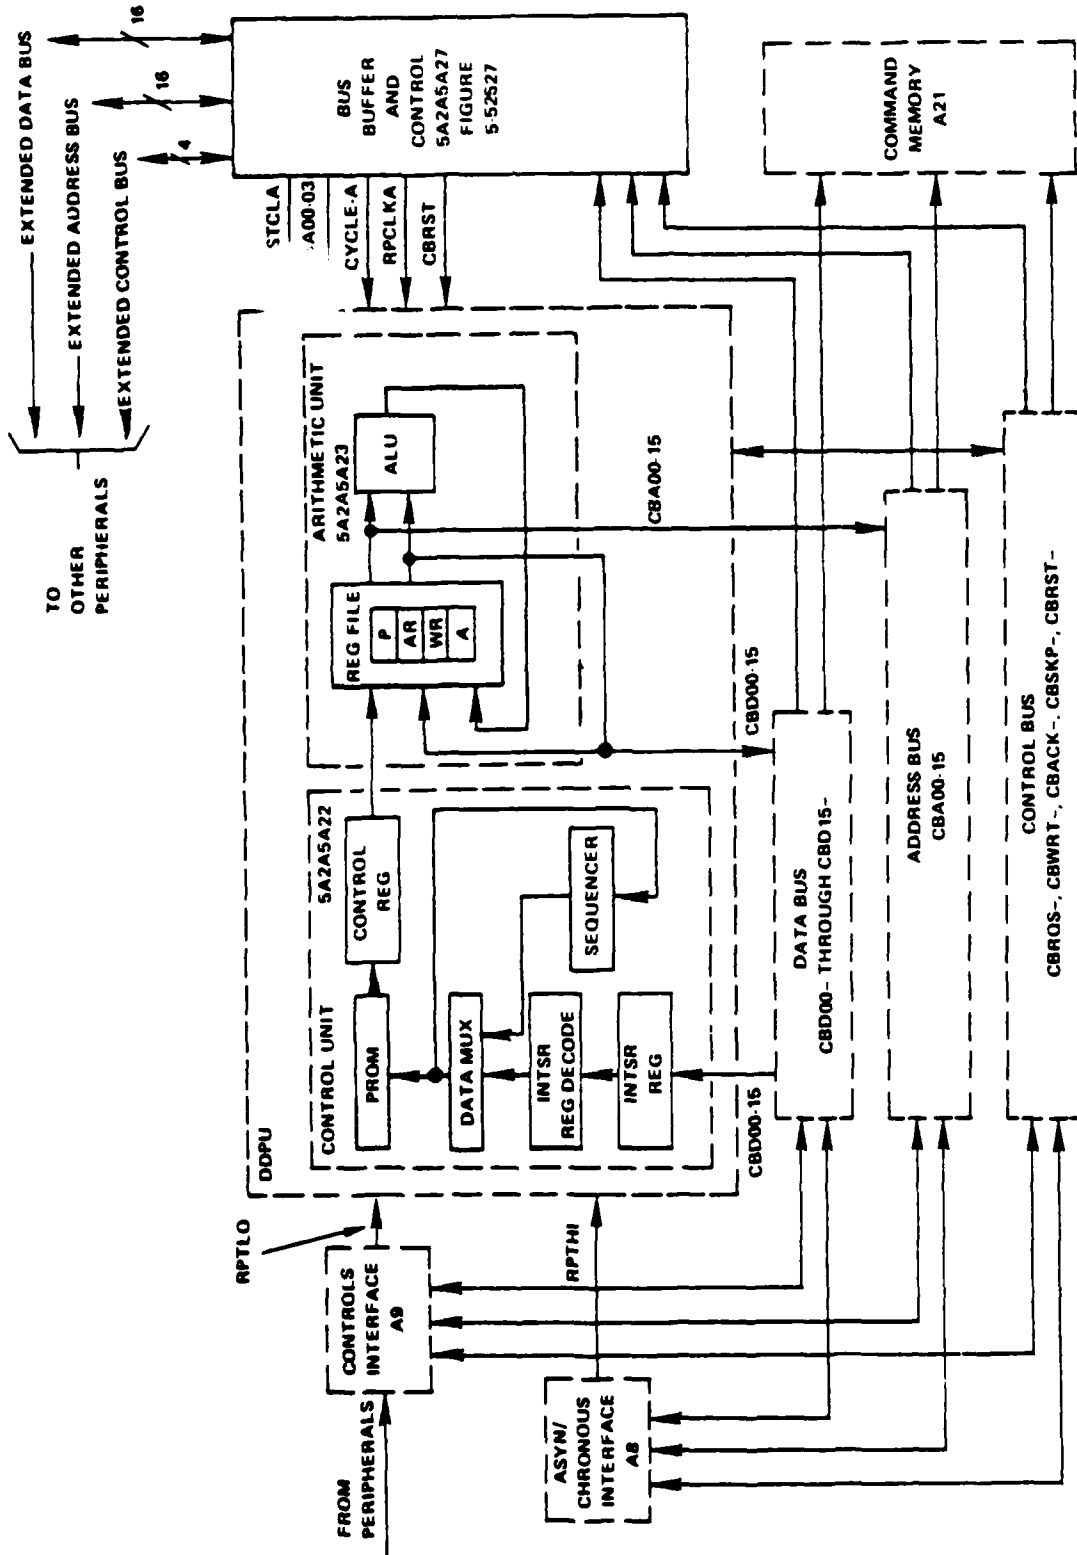 TO
OTHER
PERIPHERALS
EXTENDED DATA BUS
EXTENDED ADDRESS BUS
EXTENDED CONTROL BUS
16
16
4
BUS
BUFFER
AND
CONTROL
5A2A5A27
FIGURE
5-52527
STCLA
A00-03
CYCLE-A
RPCLKA
CBRST
COMMAND
MEMORY
A21
DDPU
CONTROL UNIT
5A2A5A22
PROM
CONTROL
REG
DATA MUX
INTSR
REG DECODE
INTSR
REG
SEQUENCER
ARITHMETIC UNIT
5A2A5A23
REG FILE
P
AR
WR
A
ALU
RPTLO
FROM
PERIPHERALS
CONTROLS
INTERFACE
A9
RPTHI
ASYN/
CHRONOUS
INTERFACE
A8
CBD00-15
CBD00-15
CBA00-15
DATA BUS
CBD00- THROUGH CBD15-
ADDRESS BUS
CBA00-15
CONTROL BUS
CBRQS-, CBWRT-, CBACK-, CBSKP-, CBRST-